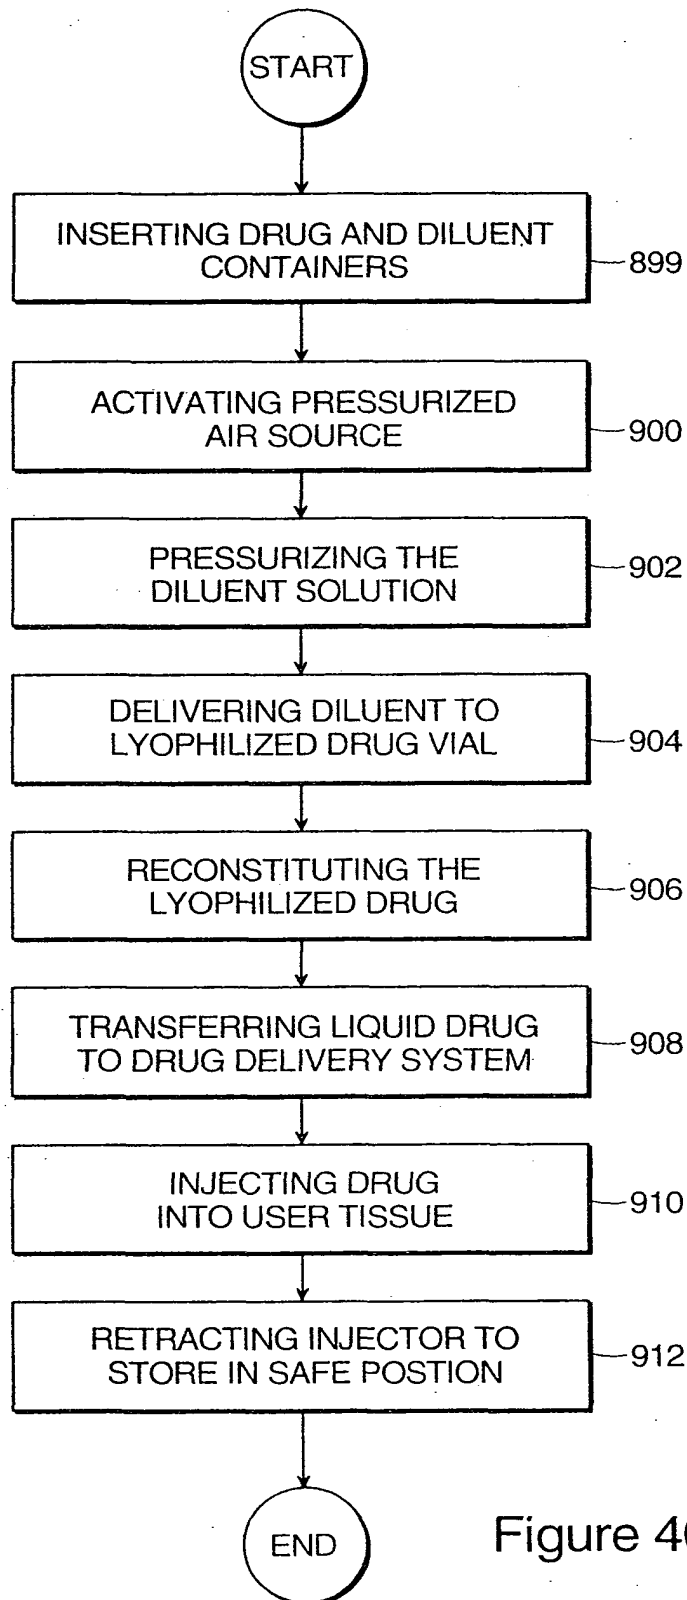 START
INSERTING DRUG AND DILUENT
CONTAINERS
899
ACTIVATING PRESSURIZED
AIR SOURCE
900
PRESSURIZING THE
DILUENT SOLUTION
902
DELIVERING DILUENT TO
LYOPHILIZED DRUG VIAL
904
RECONSTITUTING THE
LYOPHILIZED DRUG
906
TRANSFERRING LIQUID DRUG
TO DRUG DELIVERY SYSTEM
908
INJECTING DRUG
INTO USER TISSUE
910
RETRACTING INJECTOR TO
STORE IN SAFE POSTION
912
END
Figure